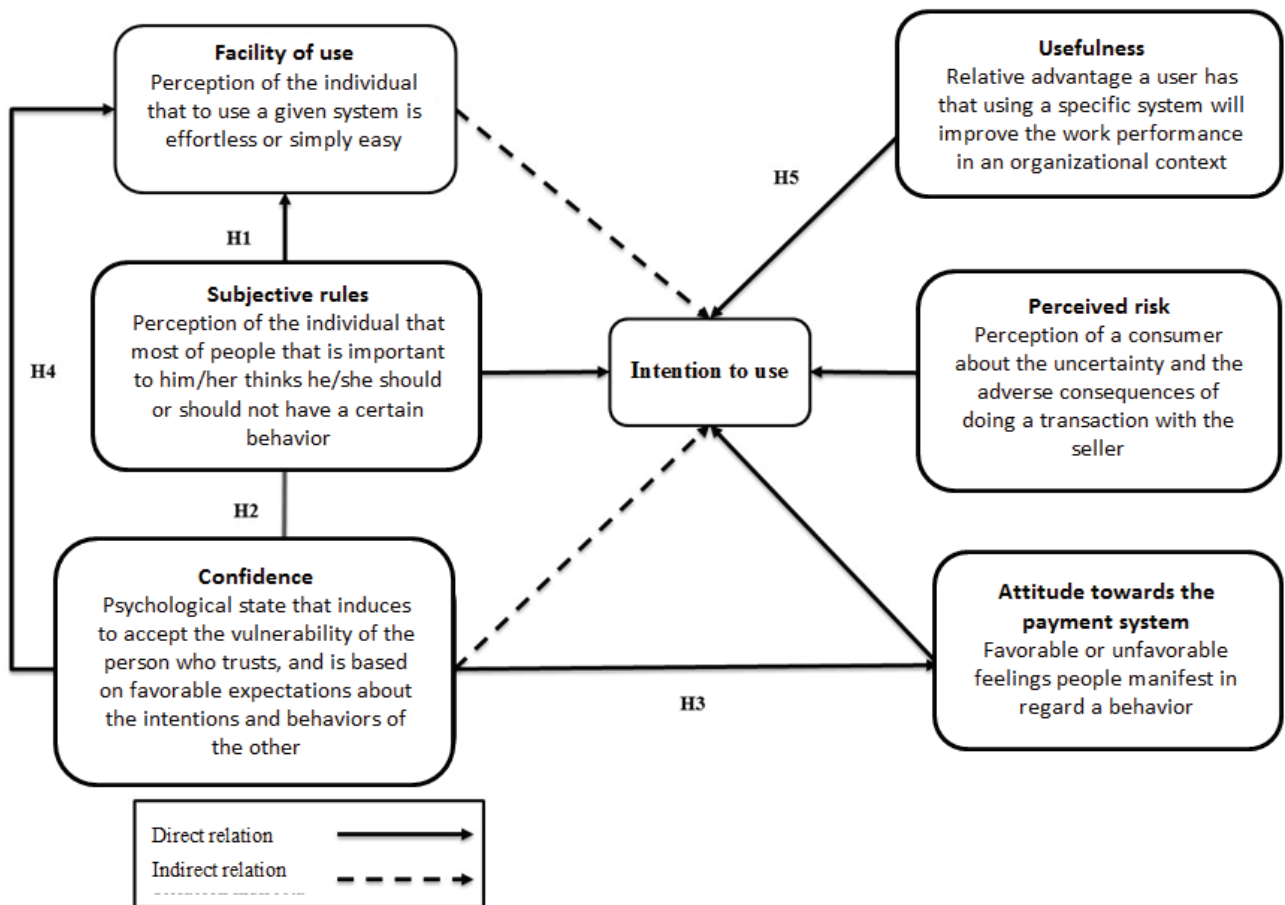 Facility of use
Perception of the individual
that to use a given system is
effortless or simply easy
Usefulness
Relative advantage a user has
that using a specific system will
improve the work performance
in an organizational context
H5
H1
Subjective rules
Perception of the individual that
most of people that is important
to him/her thinks he/she should
or should not have a certain
behavior
H4
Intention to use
Perceived risk
Perception of a consumer
about the uncertainty and the
adverse consequences of
doing a transaction with the
seller
H2
Confidence
Psychological state that induces
to accept the vulnerability of the
person who trusts, and is based
on favorable expectations about
the intentions and behaviors of
the other
H3
Attitude towards the
payment system
Favorable or unfavorable
feelings people manifest in
regard a behavior
Direct relation
Indirect relation